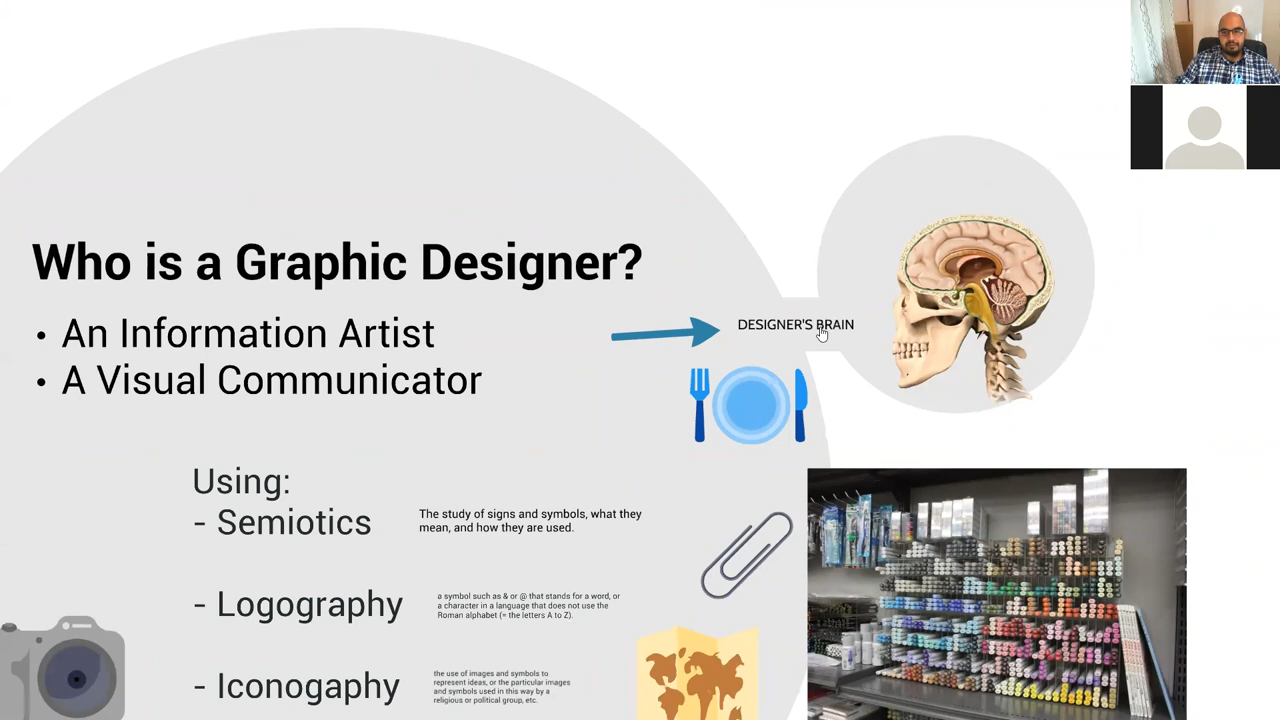 Who is a Graphic Designer?
• An Information Artist
• A Visual Communicator
DESIGNER'S BRAIN
Using:
- Semiotics
The study of signs and symbols, what they
mean, and how they are used.
- Logography
a symbol such as & or @ that stands for a word, or
a character in a language that does not use the
Roman alphabet (= the letters A to Z).
- Iconogaphy
the use of images and symbols to
represent ideas, or the particular images
and symbols used in this way by a
religious or political group, etc.